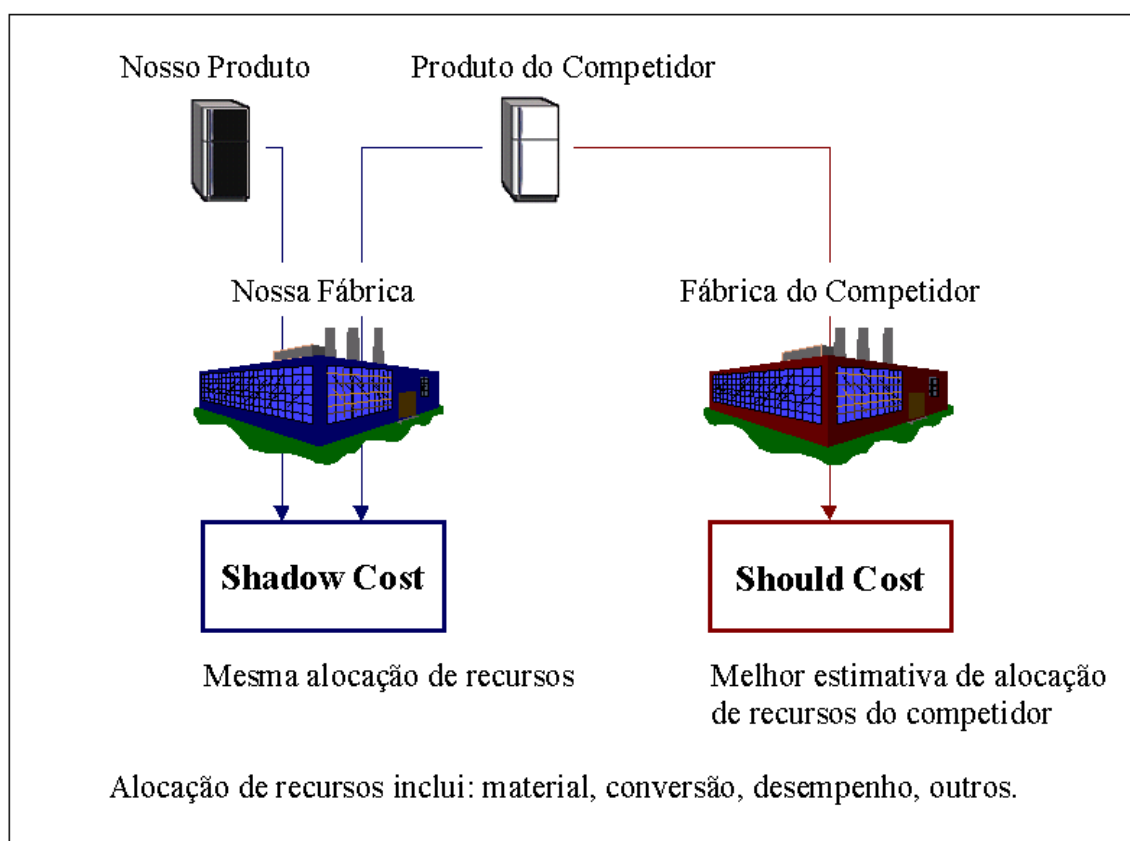 Nosso Produto
Produto do Competidor
Nossa Fábrica
Fábrica do Competidor
Shadow Cost
Should Cost
Mesma alocação de recursos
Melhor estimativa de alocação
de recursos do competidor
Alocação de recursos inclui: material, conversão, desempenho, outros.